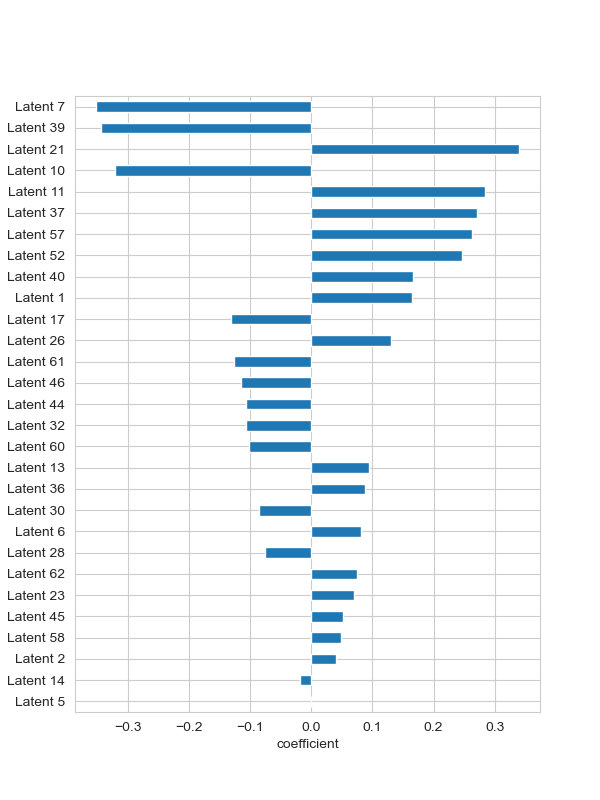 Latent 7
Latent 39
Latent 21
Latent 10
Latent 11
Latent 37
Latent 57
Latent 52
Latent 40
Latent 1
Latent 17
Latent 26
Latent 61
Latent 46
Latent 44
Latent 32
Latent 60
Latent 13
Latent 36
Latent 30
Latent 6
Latent 28
Latent 62
Latent 23
Latent 45
Latent 58
Latent 2
Latent 14
Latent 5
−0.3 −0.2 −0.1 0.0 0.1 0.2 0.3
coefficient